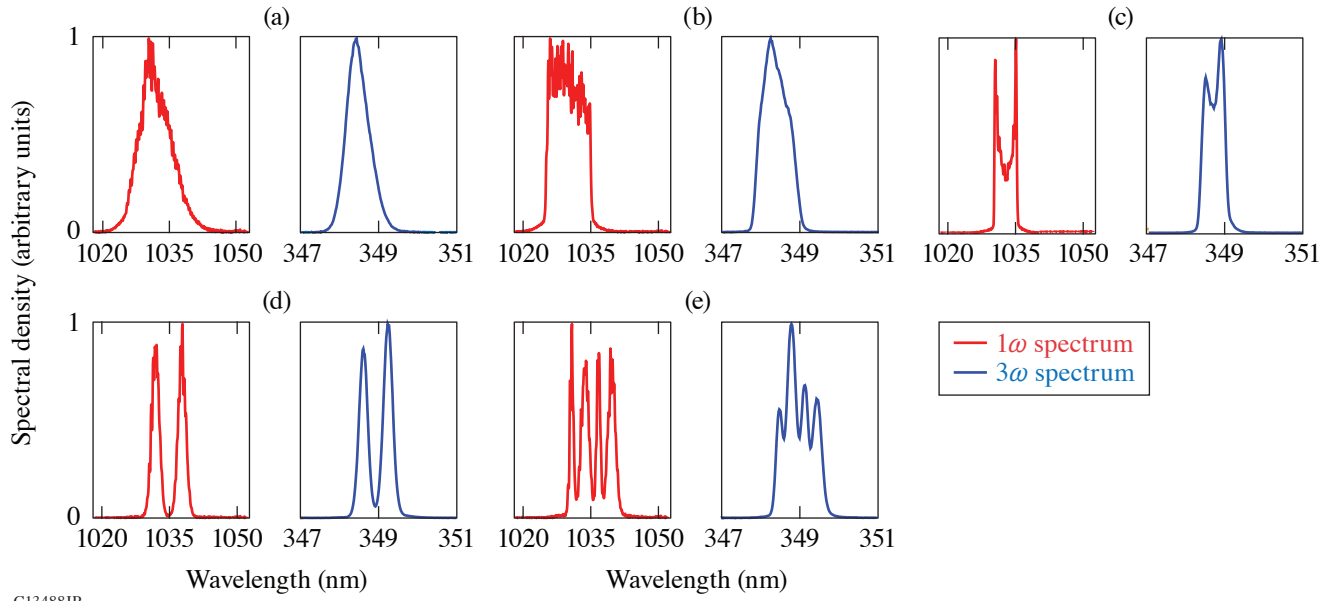 (a) (b) (c)
1
0
1020 1035 1050 347 349 351 1020 1035 1050 347 349 351 1020 1035 1050 347 349 351
Spectral density (arbitrary units)
(d) (e)
1
0
1020 1035 1050 347 349 351 1020 1035 1050 347 349 351
1ω spectrum
3ω spectrum
Wavelength (nm) Wavelength (nm)